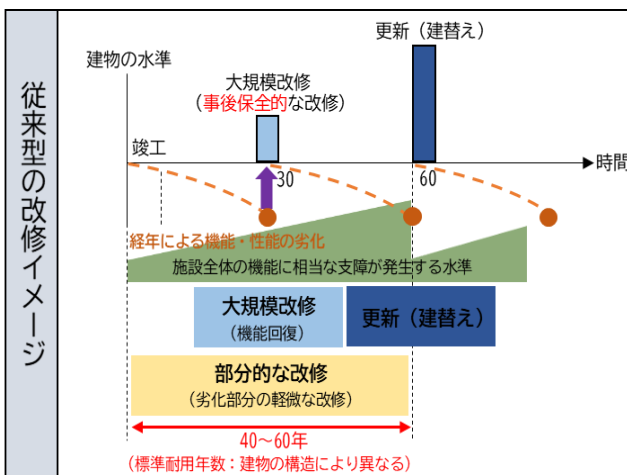 従来型の改修イメージ
更新（建替え）
建物の水準
大規模改修
（事後保全的な改修）
竣工
30
60
時間
経年による機能・性能の劣化
施設全体の機能に相当な支障が発生する水準
大規模改修
（機能回復）
更新（建替え）
部分的な改修
（劣化部分の軽微な改修）
40～60年
（標準耐用年数：建物の構造により異なる）